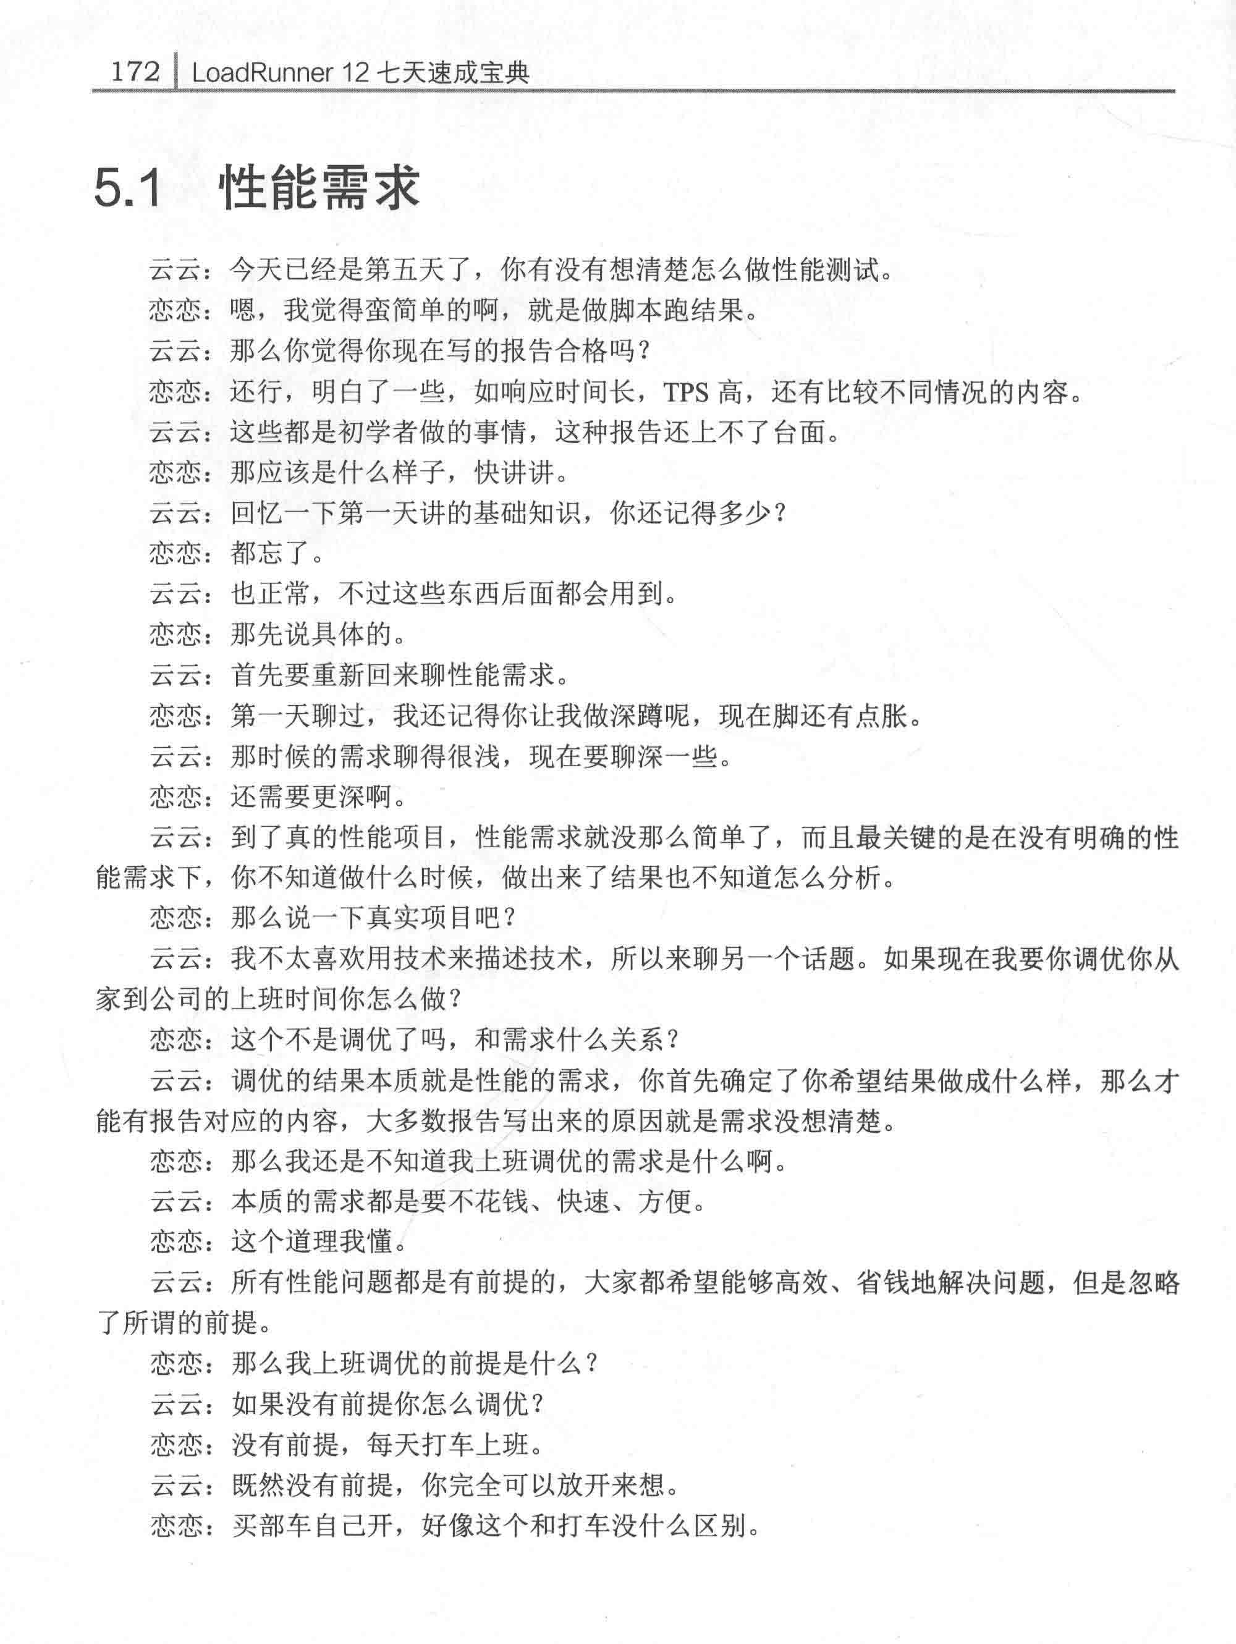 172 LoadRunner 12 七天速成宝典
5.1 性能需求
云云：今天已经是第五天了，你有没有想清楚怎么做性能测试。
恋恋：嗯，我觉得蛮简单的啊，就是做脚本跑结果。
云云：那么你觉得你现在写的报告合格吗？
恋恋：还行，明白了一些，如响应时间长，TPS 高，还有比较不同情况的内容。
云云：这些都是初学者做的事情，这种报告还上不了台面。
恋恋：那应该是什么样子，快讲讲。
云云：回忆一下第一天讲的基础知识，你还记得多少？
恋恋：都忘了。
云云：也正常，不过这些东西后面都会用到。
恋恋：那先说具体的。
云云：首先要重新回来聊性能需求。
恋恋：第一天聊过，我还记得你让我做深蹲呢，现在脚还有点胀。
云云：那时候的需求聊得很浅，现在要聊深一些。
恋恋：还需要更深啊。
云云：到了真的性能项目，性能需求就没那么简单了，而且最关键的是在没有明确的性
能需求下，你不知道做什么时候，做出来了结果也不知道怎么分析。
恋恋：那么说一下真实项目吧？
云云：我不太喜欢用技术来描述技术，所以来聊另一个话题。如果现在我要你调优你从
家到公司的上班时间你怎么做？
恋恋：这个不是调优了吗，和需求什么关系？
云云：调优的结果本质就是性能的需求，你首先确定了你希望结果做成什么样，那么才
能有报告对应的内容，大多数报告写出来的原因就是需求没想清楚。
恋恋：那么我还是不知道我上班调优的需求是什么啊。
云云：本质的需求都是要不花钱、快速、方便。
恋恋：这个道理我懂。
云云：所有性能问题都是有前提的，大家都希望能够高效、省钱地解决问题，但是忽略
了所谓的前提。
恋恋：那么我上班调优的前提是什么？
云云：如果没有前提你怎么调优？
恋恋：没有前提，每天打车上班。
云云：既然没有前提，你完全可以放开来想。
恋恋：买部车自己开，好像这个和打车没什么区别。